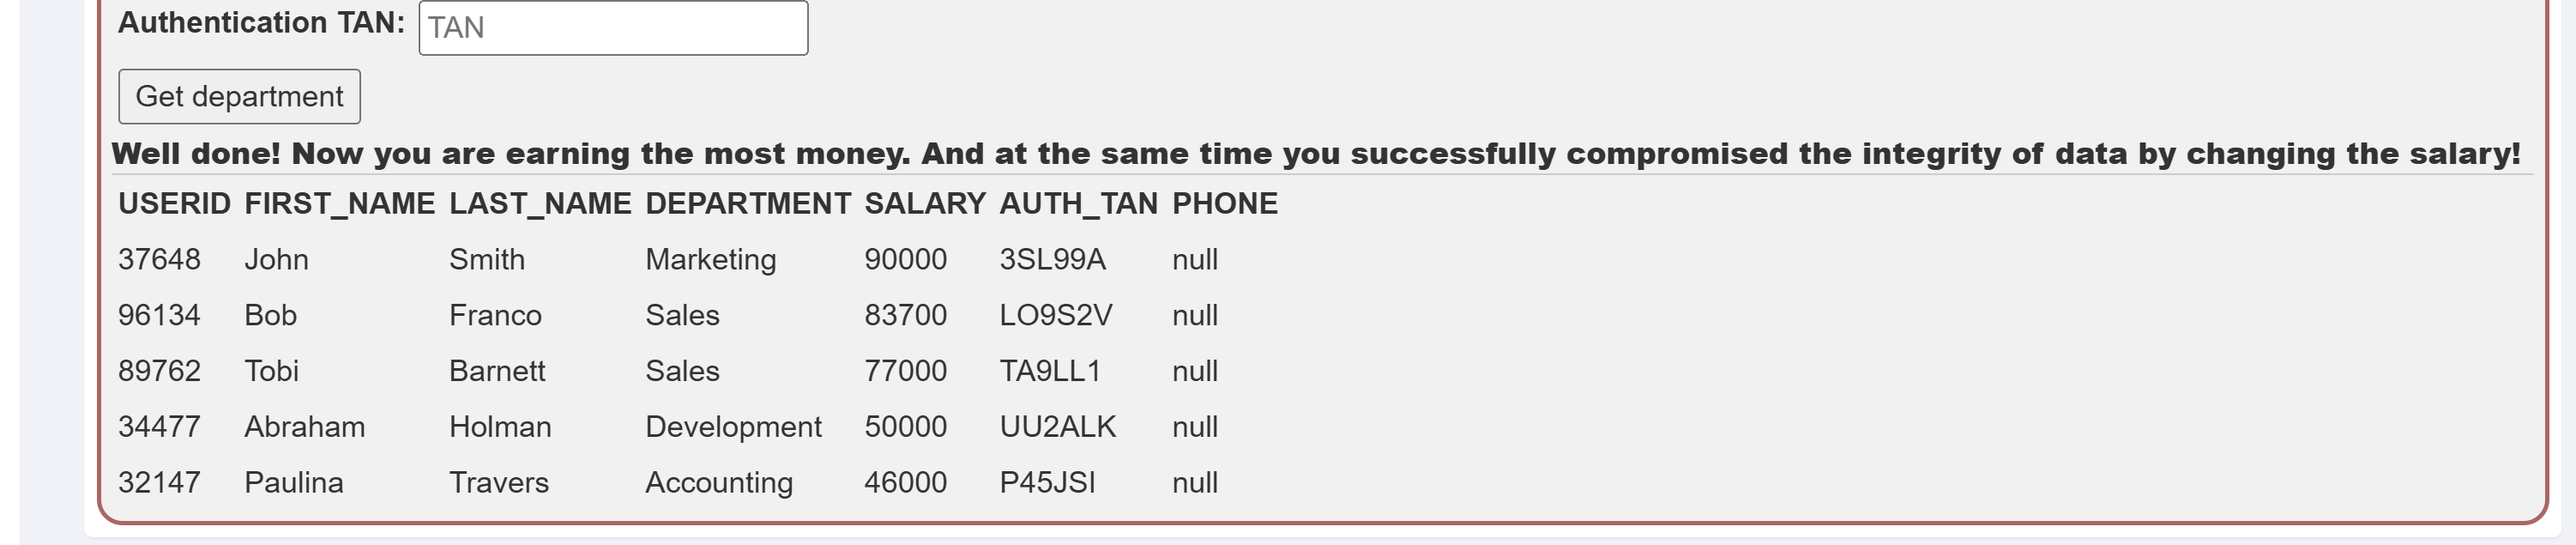 Authentication TAN: TAN
Get department
Well done! Now you are earning the most money. And at the same time you successfully compromised the integrity of data by changing the salary!
USERID FIRST_NAME LAST_NAME DEPARTMENT SALARY AUTH_TAN PHONE
37648 John Smith Marketing 90000 3SL99A null
96134 Bob Franco Sales 83700 LO9S2V null
89762 Tobi Barnett Sales 77000 TA9LL1 null
34477 Abraham Holman Development 50000 UU2ALK null
32147 Paulina Travers Accounting 46000 P45JSI null